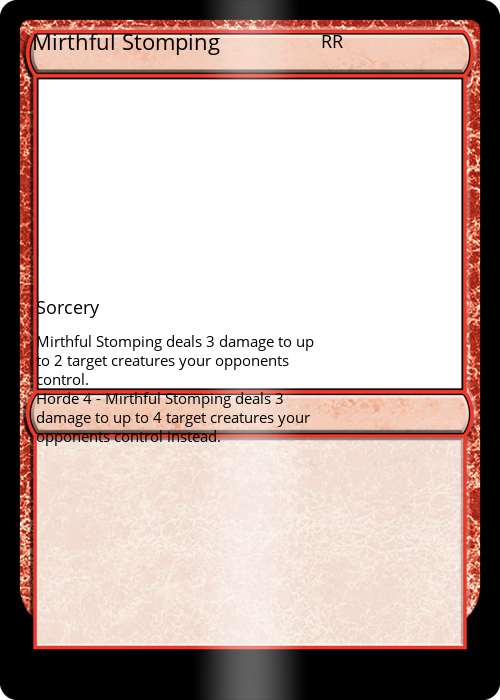 Mirthful Stomping RR
Sorcery
Mirthful Stomping deals 3 damage to up
to 2 target creatures your opponents
control.
Horde 4 - Mirthful Stomping deals 3
damage to up to 4 target creatures your
opponents control instead.